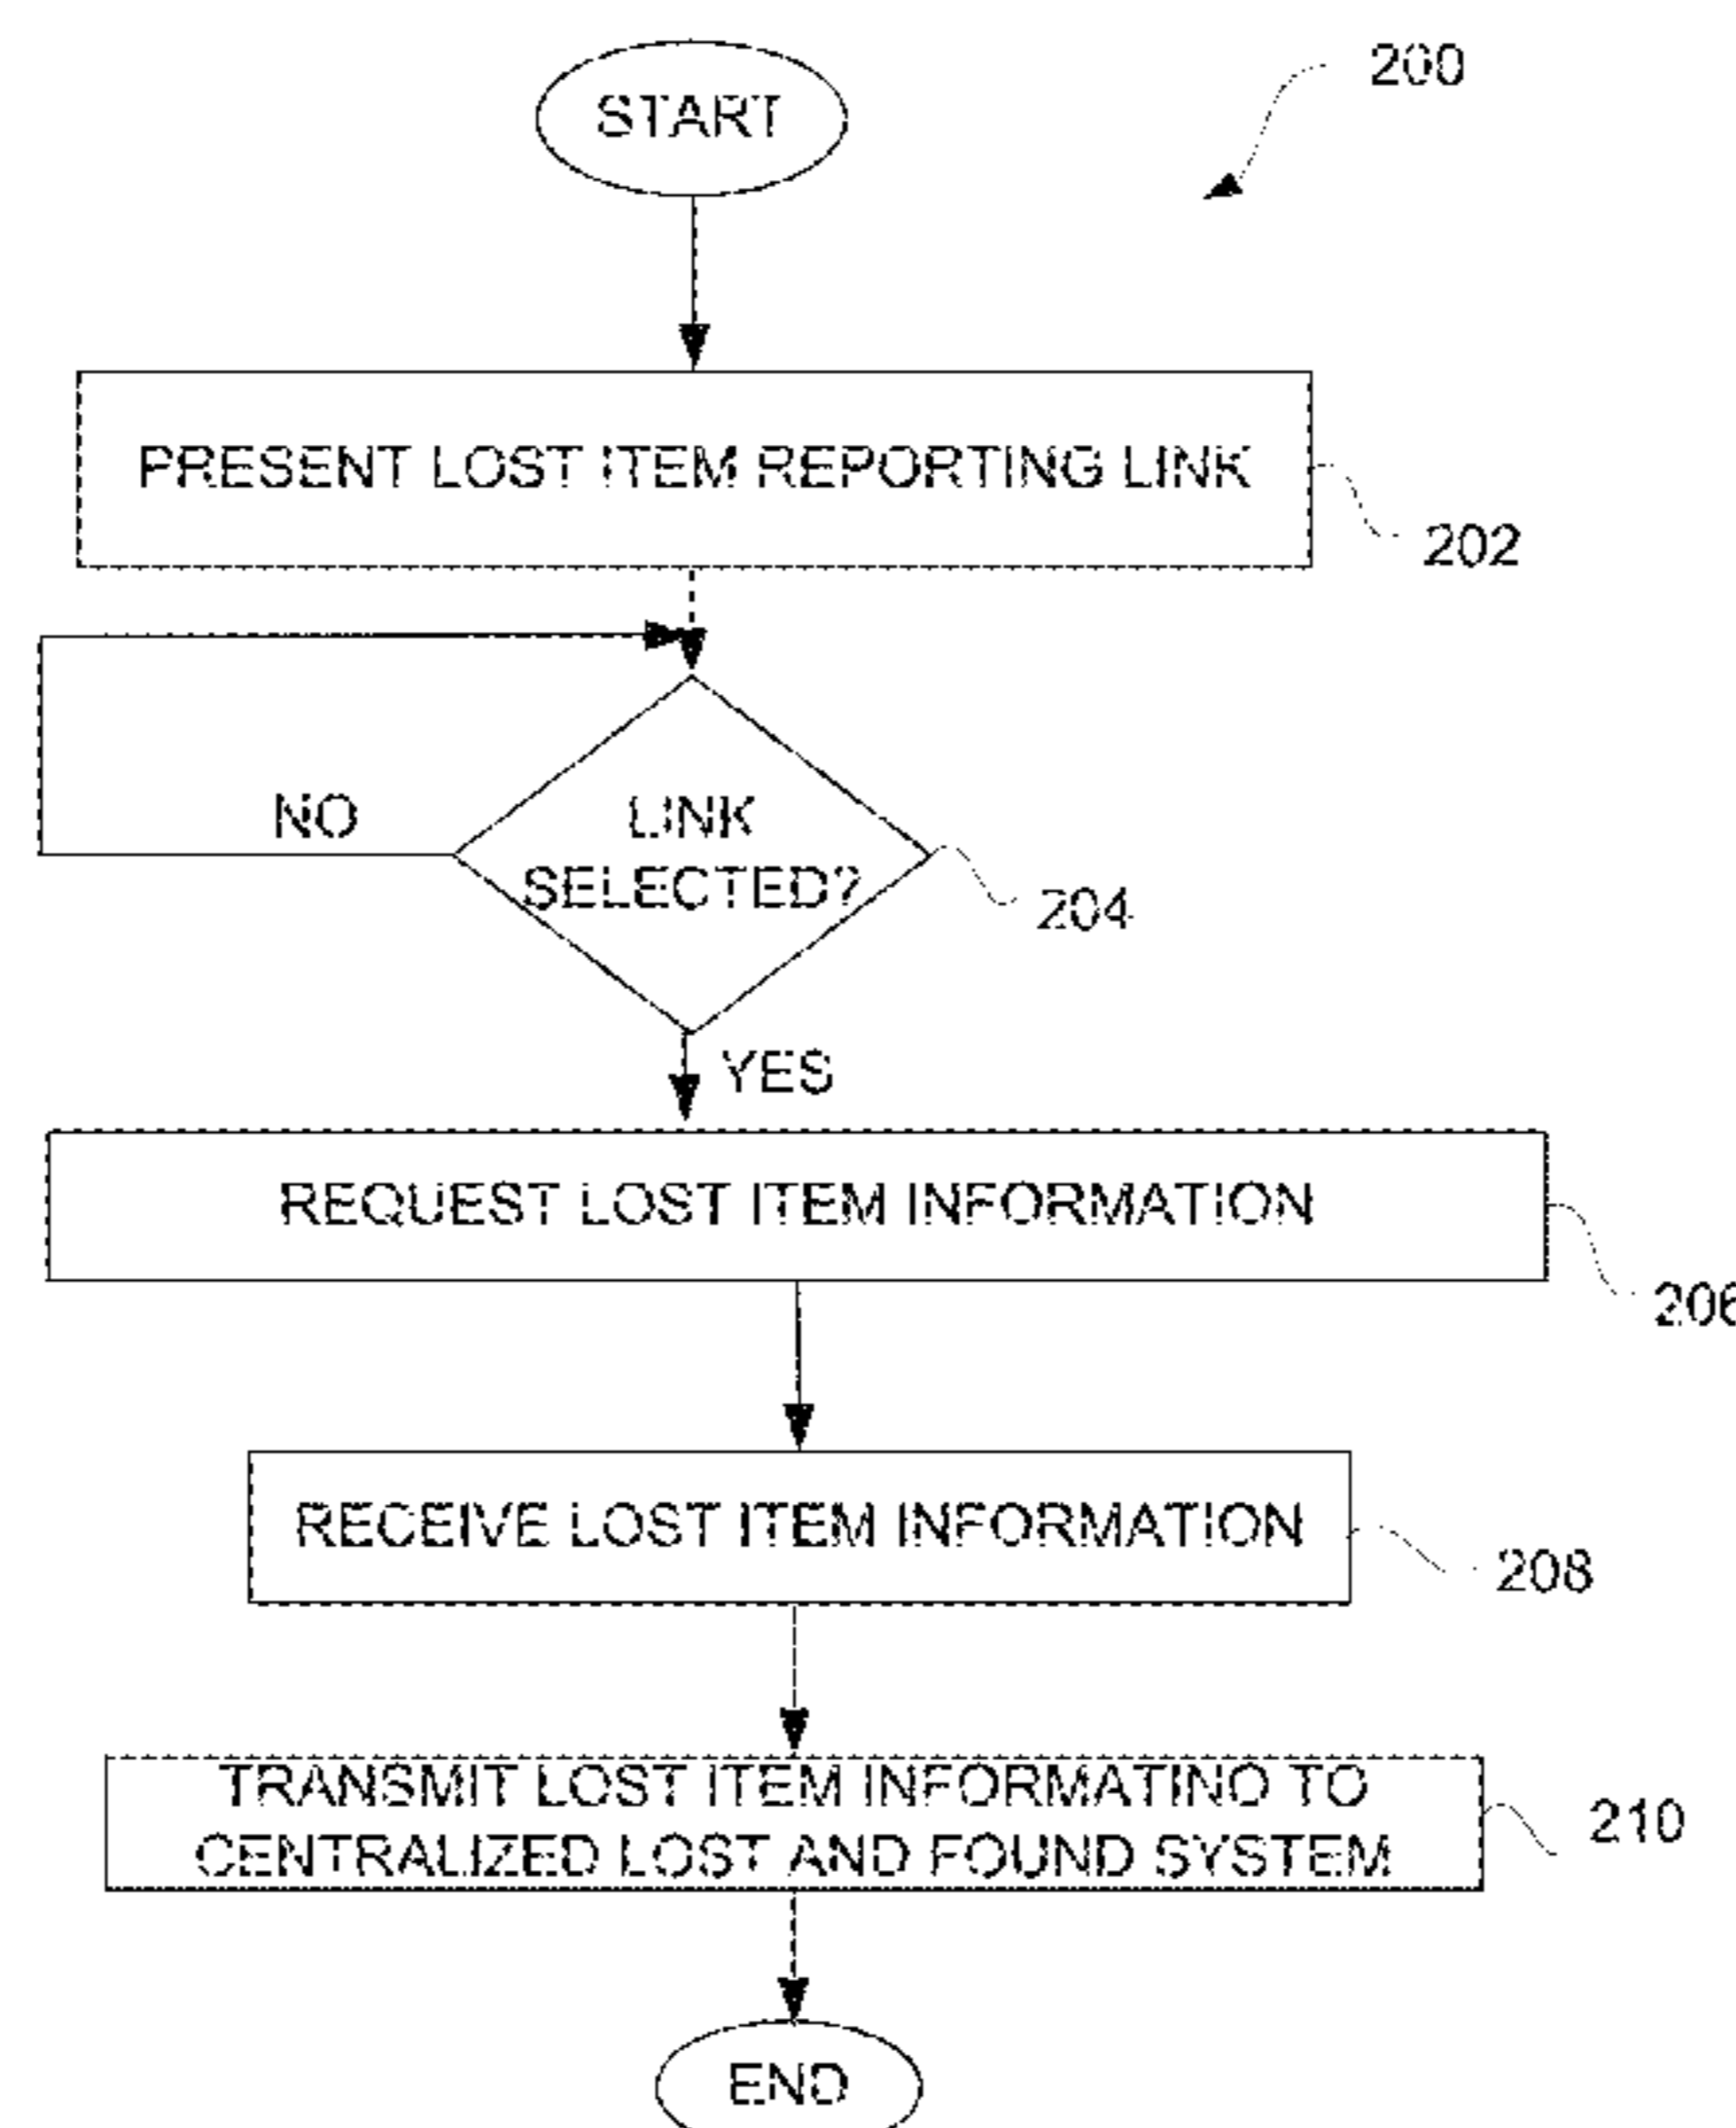 START
200
PRESENT LOST ITEM REPORTING LINK
202
NO
LINK
SELECTED?
204
YES
REQUEST LOST ITEM INFORMATION
206
RECEIVE LOST ITEM INFORMATION
208
TRANSMIT LOST ITEM INFORMATINO TO
CENTRALIZED LOST AND FOUND SYSTEM
210
END